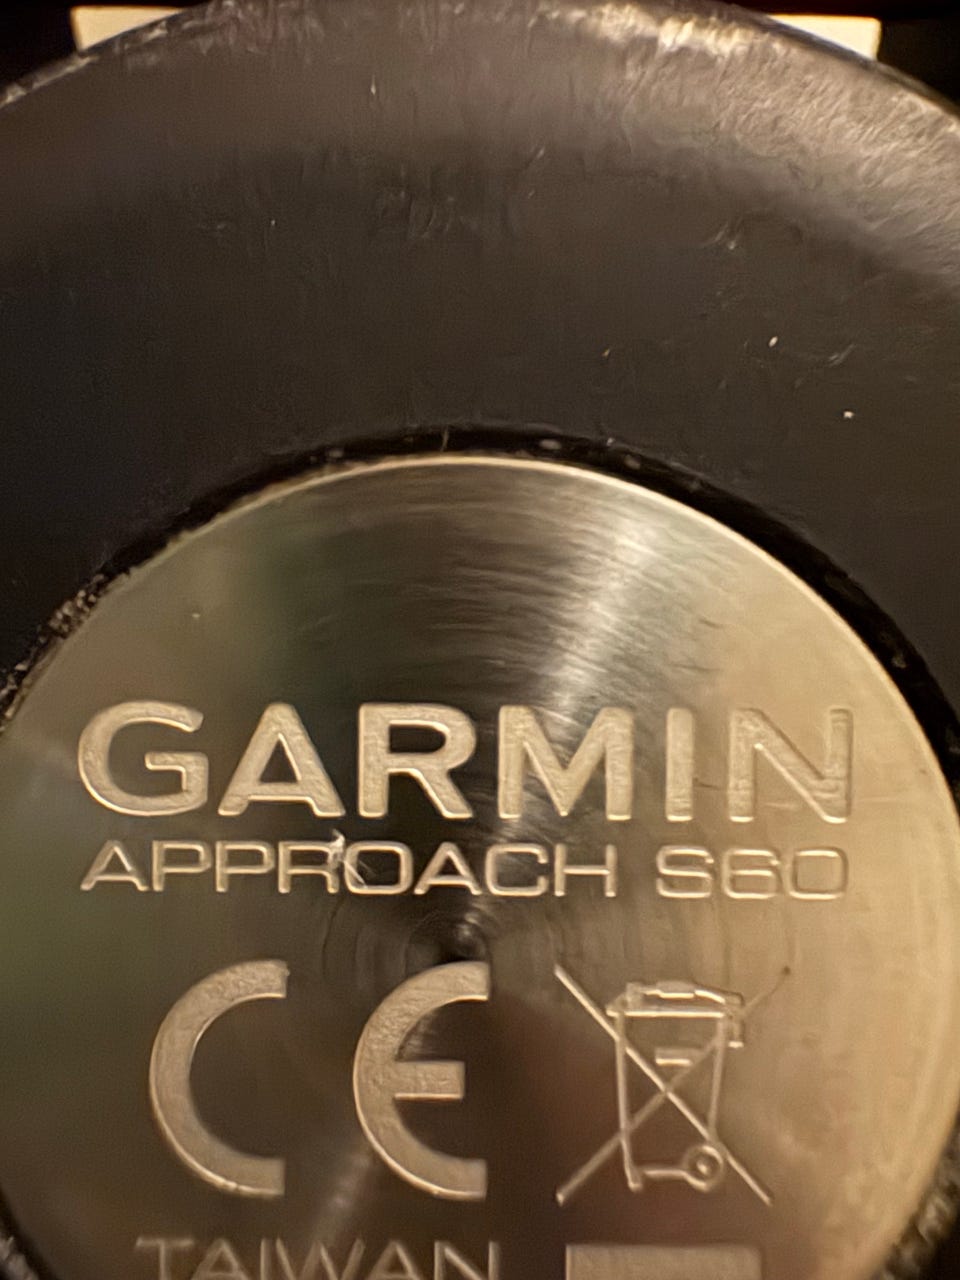 GARMIN
APPROACH S60
CE
TAIWAN